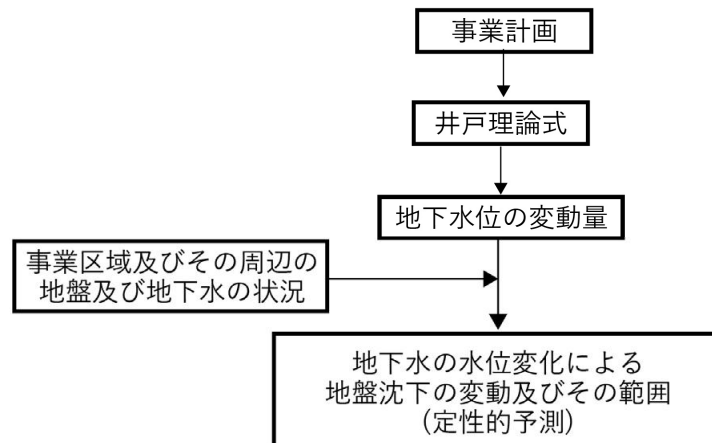 事業計画
井戸理論式
地下水位の変動量
事業区域及びその周辺の
地盤及び地下水の状況
地下水の水位変化による
地盤沈下の変動及びその範囲
(定性的予測)